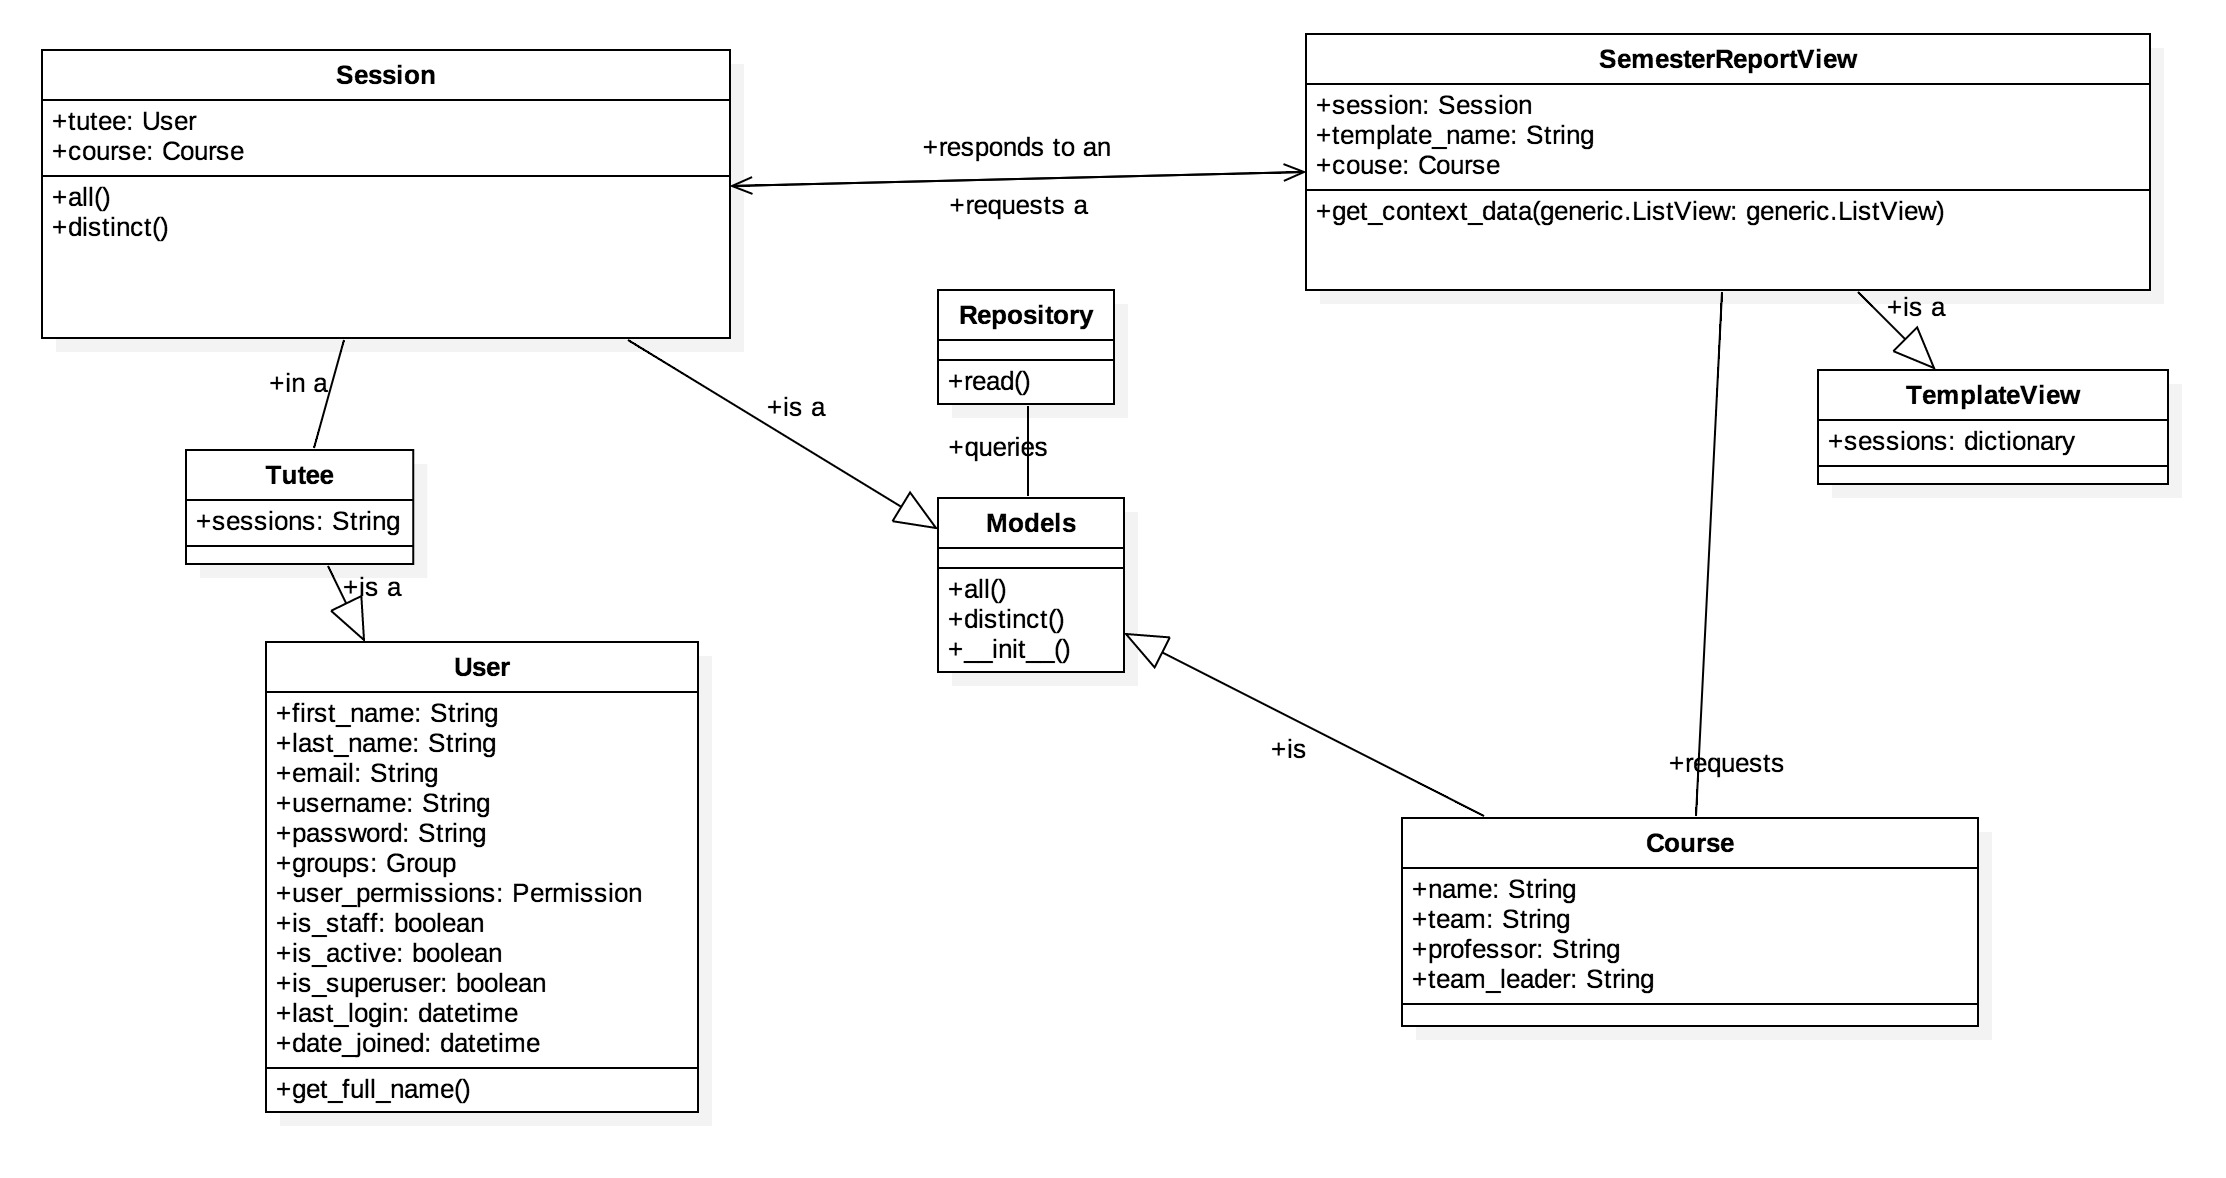 Session
+tutee: User
+course: Course
+all()
+distinct()
+responds to an
+requests a
SemesterReportView
+session: Session
+template_name: String
+couse: Course
+get_context_data(generic.ListView: generic.ListView)
+in a
+is a
Repository
+read()
+queries
+is a
TemplateView
+sessions: dictionary
Tutee
+sessions: String
+is a
Models
+all()
+distinct()
+__init__()
+is
+requests
User
+first_name: String
+last_name: String
+email: String
+username: String
+password: String
+groups: Group
+user_permissions: Permission
+is_staff: boolean
+is_active: boolean
+is_superuser: boolean
+last_login: datetime
+date_joined: datetime
+get_full_name()
Course
+name: String
+team: String
+professor: String
+team_leader: String